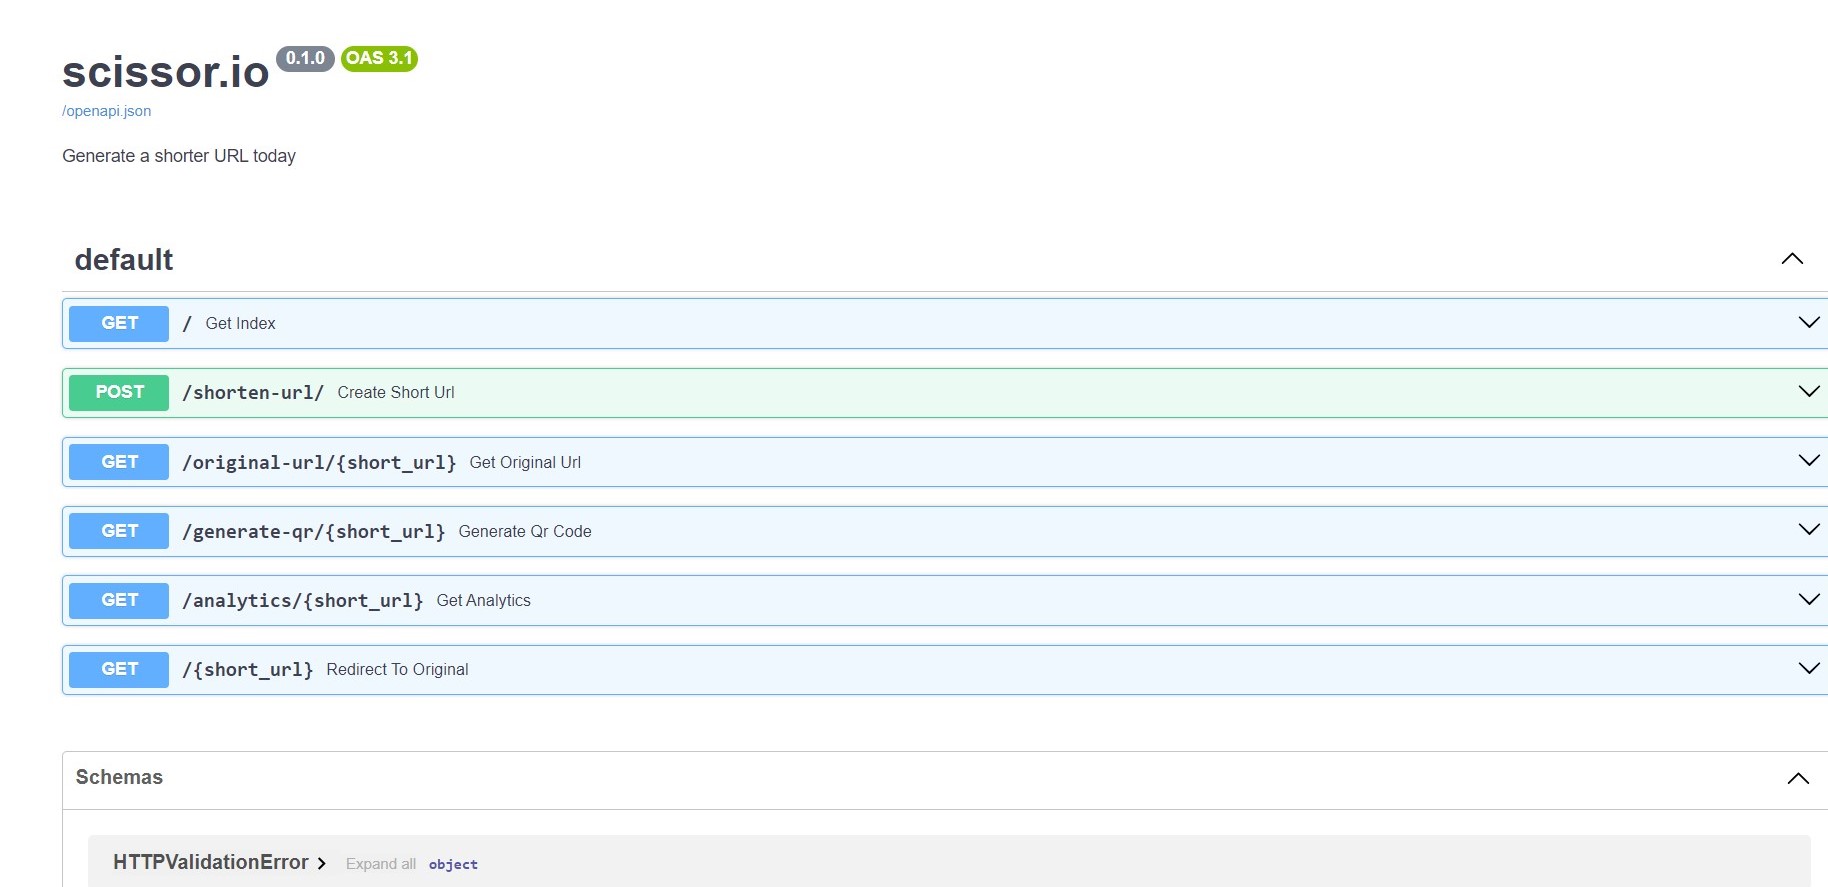 scissor.io 0.1.0 OAS 3.1
/openapi.json
Generate a shorter URL today
default
GET / Get Index
POST /shorten-url/ Create Short Url
GET /original-url/{short_url} Get Original Url
GET /generate-qr/{short_url} Generate Qr Code
GET /analytics/{short_url} Get Analytics
GET /{short_url} Redirect To Original
Schemas
HTTPValidationError Expand all object